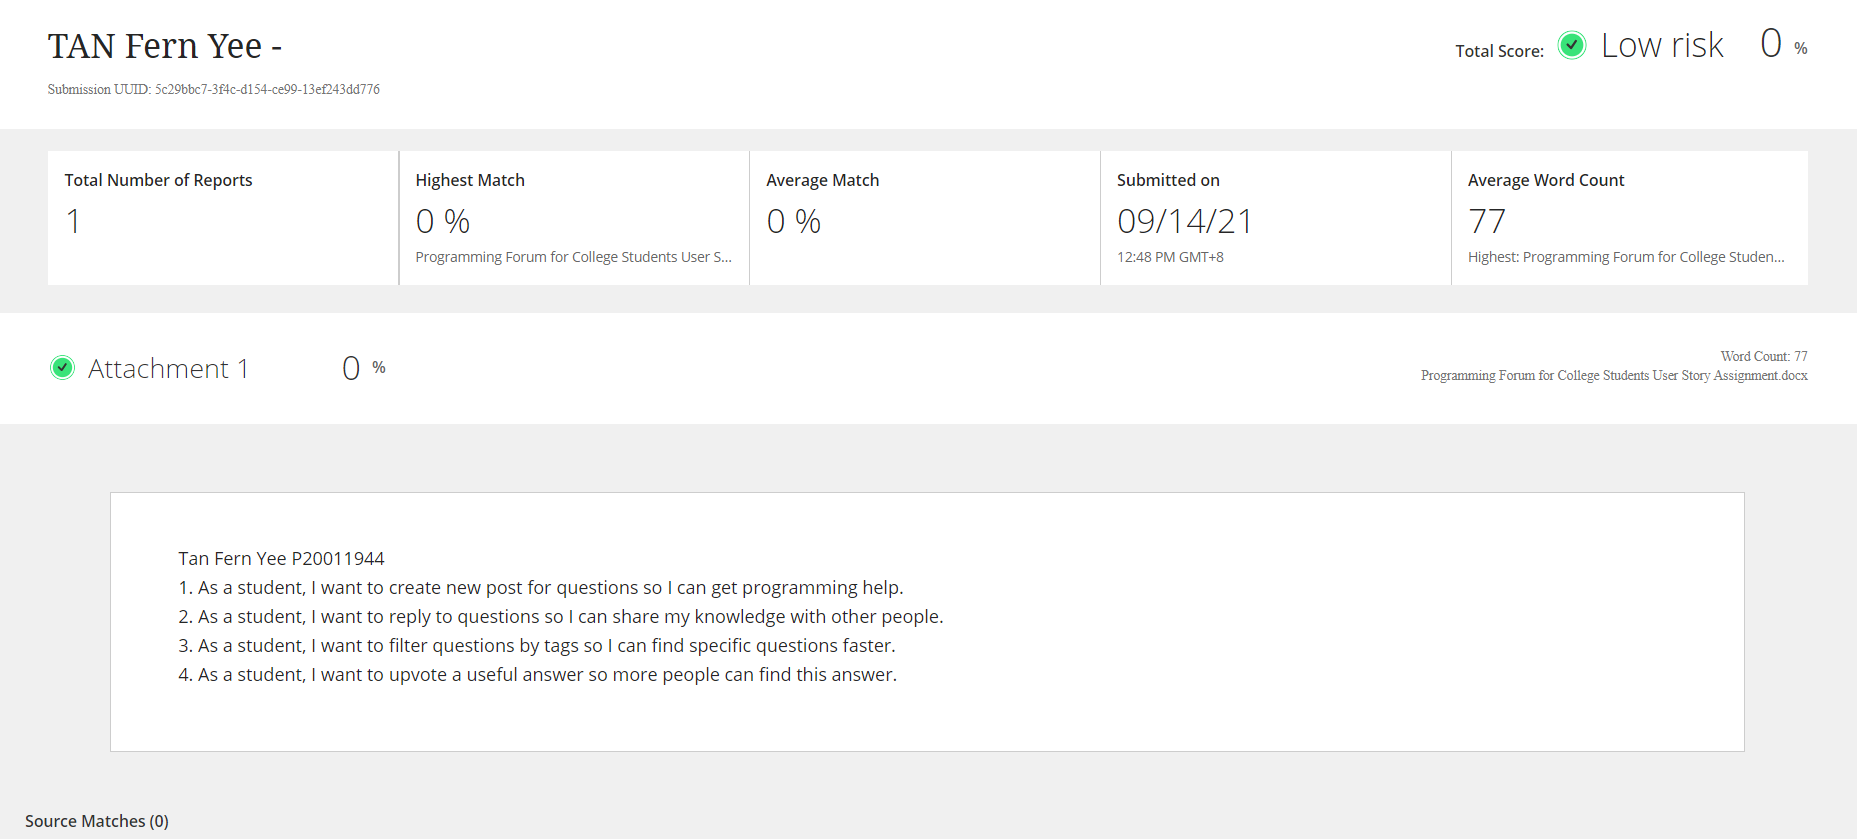 TAN Fern Yee -
Total Score: Low risk 0 %
Submission UUID: 5c29bbc7-3f4c-d154-ce99-13ef243dd776
Total Number of Reports
1
Highest Match
0 %
Programming Forum for College Students User S...
Average Match
0 %
Submitted on
09/14/21
12:48 PM GMT+8
Average Word Count
77
Highest: Programming Forum for College Studen...
Attachment 1 0 %
Word Count: 77
Programming Forum for College Students User Story Assignment.docx
Tan Fern Yee P20011944
1. As a student, I want to create new post for questions so I can get programming help.
2. As a student, I want to reply to questions so I can share my knowledge with other people.
3. As a student, I want to filter questions by tags so I can find specific questions faster.
4. As a student, I want to upvote a useful answer so more people can find this answer.
Source Matches (0)